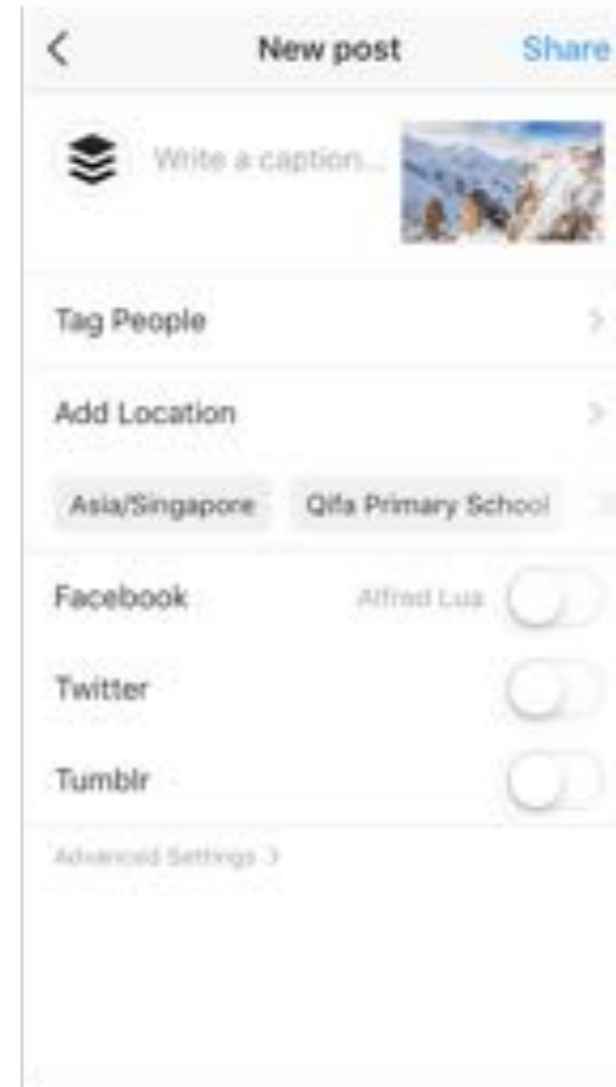 New post Share
Write a caption...
Tag People
Add Location
Asia/Singapore Qifa Primary School
Facebook Alfred Lua
Twitter
Tumblr
Advanced Settings